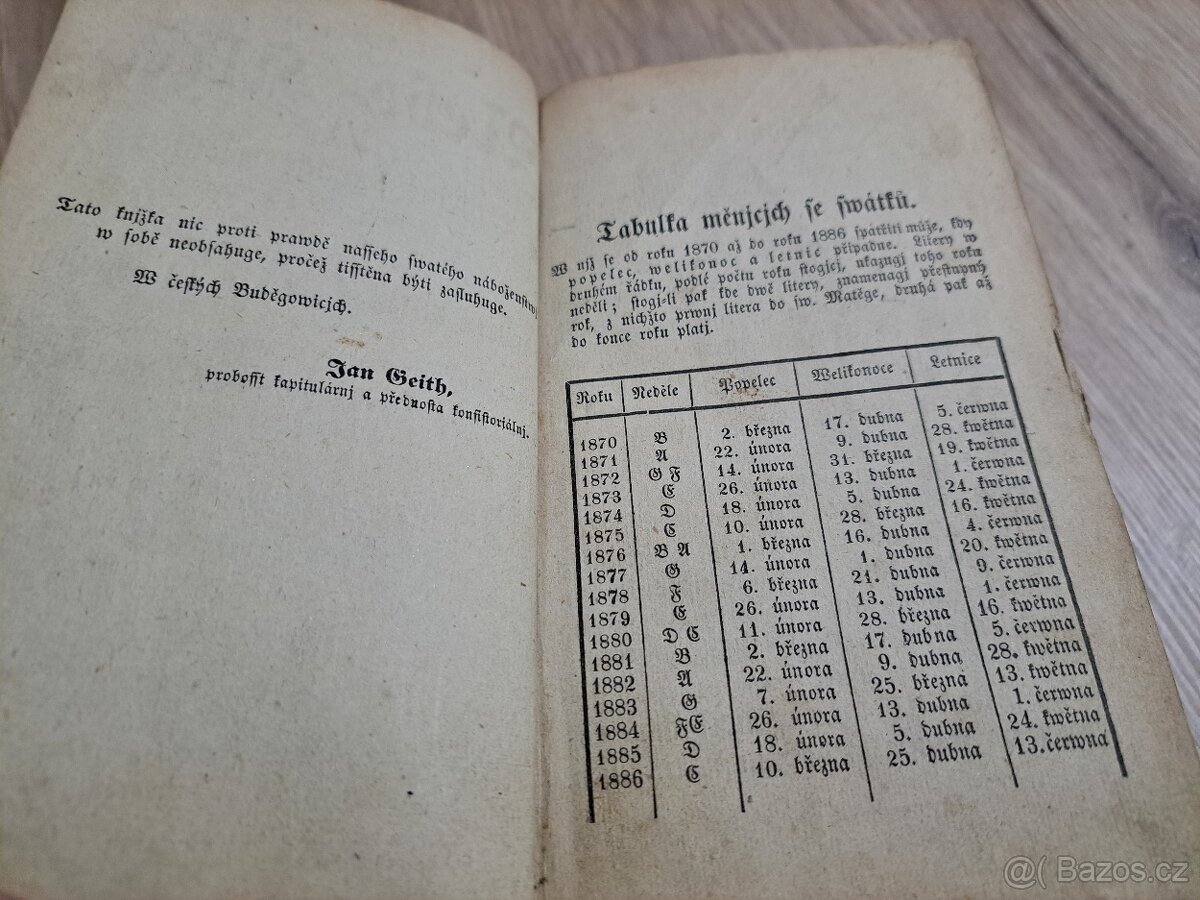 Tato knjžka nic proti prawdě nasseho swatého náboženstwj
w sobě neobsahuge, pročež tisstěna býti zasluhuge.
W českých Buděgowicjch.
Jan Geith,
probosst kapitulárnj a přednosta konsistoriálnj.
Tabulka měnjcjch se swátků.
W njž se od roku 1870 až do roku 1886 spatřiti může, kdy
popelec, welikonoc a letnic připadne. Litery w
druhém řádku, podlé počtu roku stogjcj, ukazugj toho roku
neděli; stogj-li pak kde dwě litery, znamenagj přestupný
rok, z nichžto prwnj litera do sw. Matěge, druhá pak až
do konce roku platj.
Roku Neděle Popelec Welikonoce Letnice
1870 B 2. března 17. dubna 5. čerwna
1871 A 22. února 9. dubna 28. kwětna
1872 G F 14. února 31. března 19. kwětna
1873 E 26. února 13. dubna 1. čerwna
1874 D 18. února 5. dubna 24. kwětna
1875 C 10. února 28. března 16. kwětna
1876 B A 1. března 16. dubna 4. čerwna
1877 G 14. února 1. dubna 20. kwětna
1878 F 6. března 21. dubna 9. čerwna
1879 E 26. února 13. dubna 1. čerwna
1880 D C 11. února 28. března 16. kwětna
1881 B 2. března 17. dubna 5. čerwna
1882 A 22. února 9. dubna 28. kwětna
1883 G 7. února 25. března 13. kwětna
1884 FE 26. února 13. dubna 1. čerwna
1885 D 18. února 5. dubna 24. kwětna
1886 C 10. března 25. dubna 13. čerwna
@( Bazos.cz